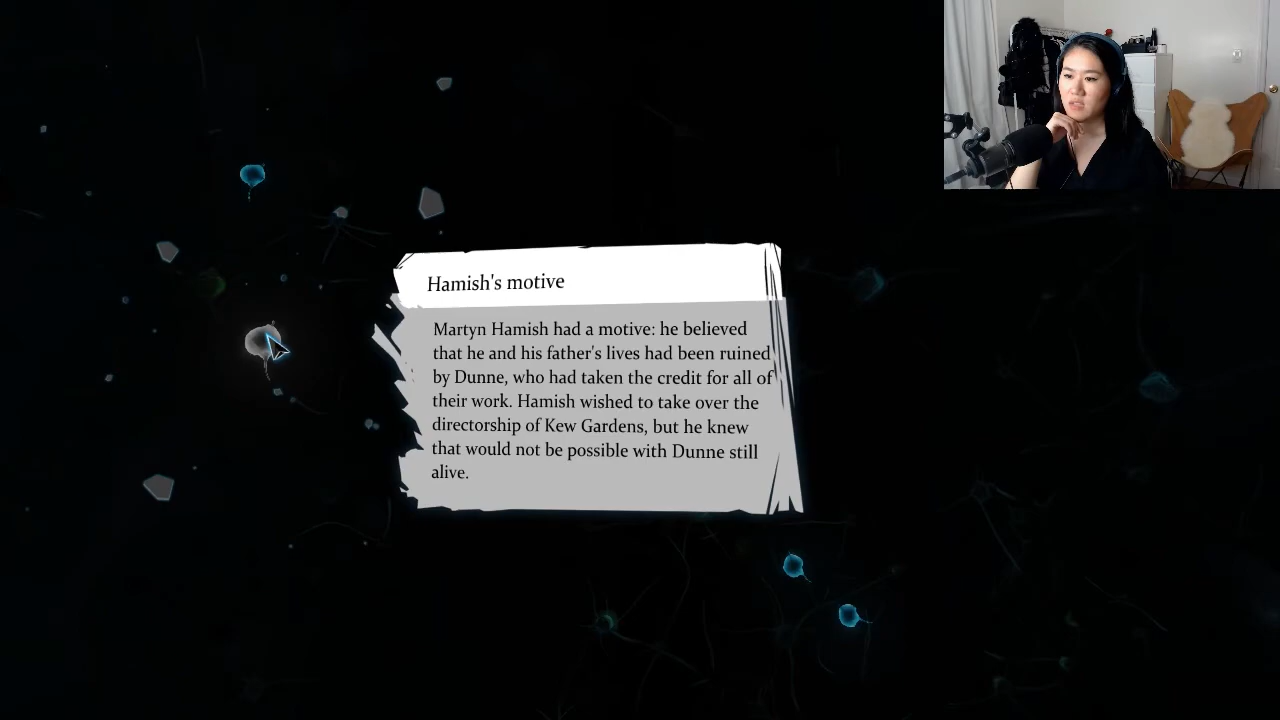 Hamish's motive
Martyn Hamish had a motive: he believed
that he and his father's lives had been ruined
by Dunne, who had taken the credit for all of
their work. Hamish wished to take over the
directorship of Kew Gardens, but he knew
that would not be possible with Dunne still
alive.